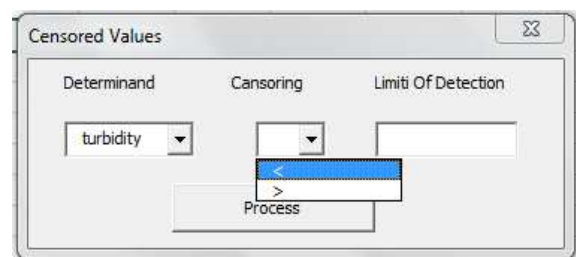 Censored Values
Determinand Cansoring Limiti Of Detection
turbidity
<
>
Process